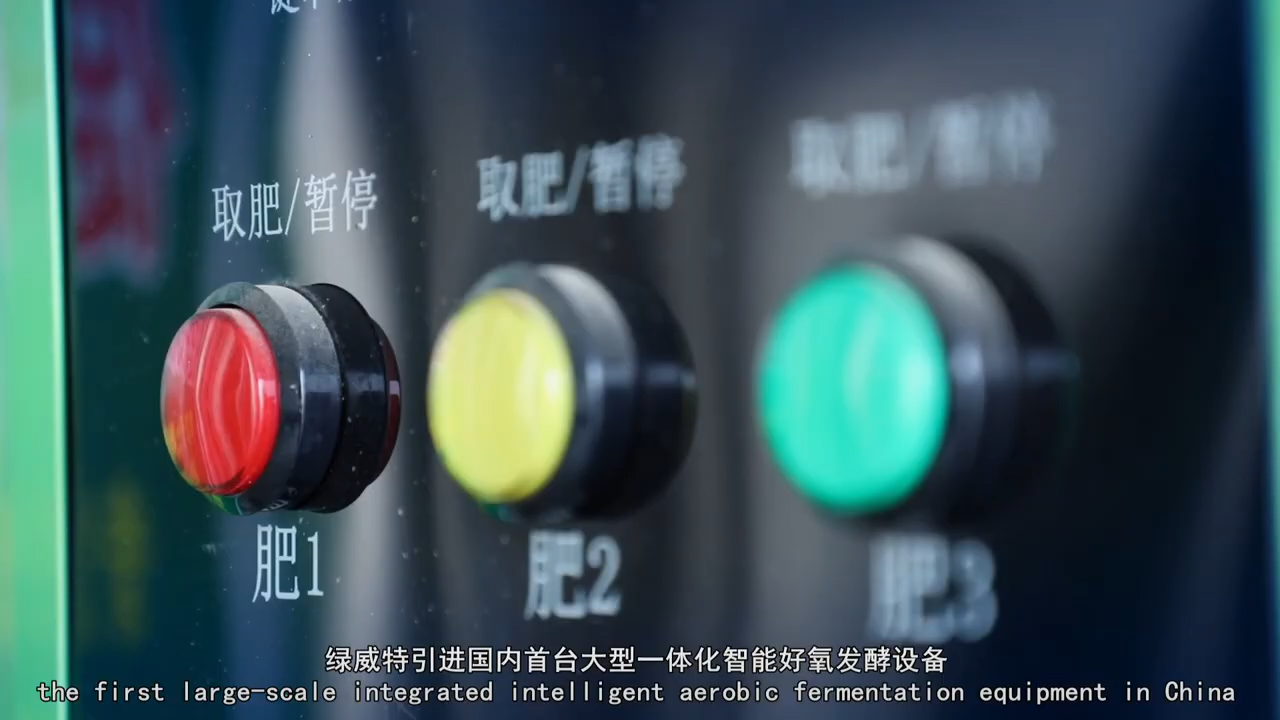 取肥/暂停
取肥/暂停
取肥/暂停
肥1
肥2
肥3
绿威特引进国内首台大型一体化智能好氧发酵设备
the first large-scale integrated intelligent aerobic fermentation equipment in China